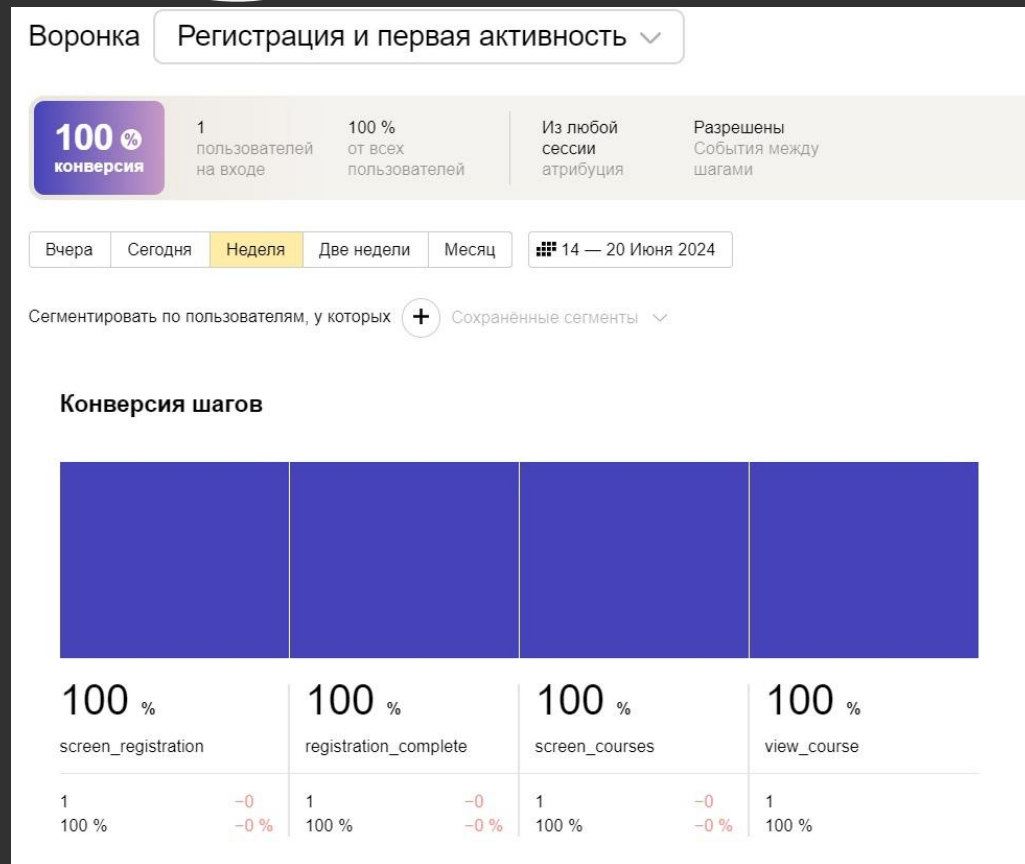 Воронка Регистрация и первая активность
100 %
конверсия
1
пользователей
на входе
100 %
от всех
пользователей
Из любой
сессии
атрибуция
Разрешены
События между
шагами
Вчера Сегодня Неделя Две недели Месяц 14 — 20 Июня 2024
Сегментировать по пользователям, у которых + Сохранённые сегменты
Конверсия шагов
100 % 100 % 100 % 100 %
screen_registration registration_complete screen_courses view_course
1 −0 1 −0 1 −0 1
100 % −0 % 100 % −0 % 100 % −0 % 100 %